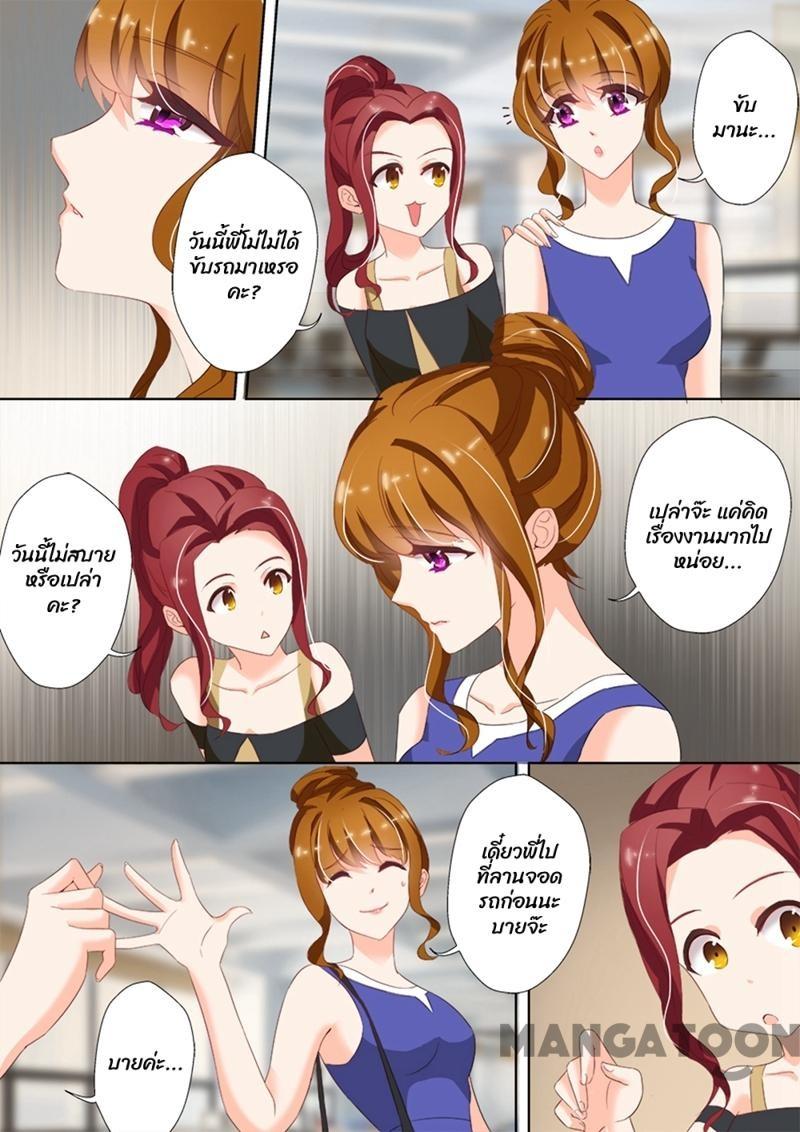 วันนี้พี่โม่ไม่ได้
ขับรถมาเหรอ
คะ?
ขับ
มานะ...
วันนี้ไม่สบาย
หรือเปล่า
คะ?
เปล่าจ๊ะ แค่คิด
เรื่องงานมากไป
หน่อย...
เดี๋ยวพี่ไป
ที่ลานจอด
รถก่อนนะ
บายจ๊ะ
บายค่ะ...
MANGATOON